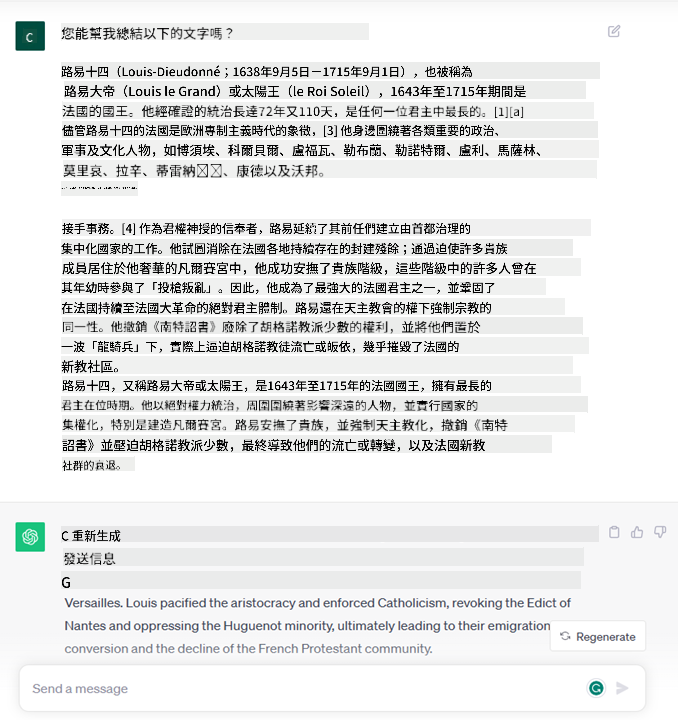 C
您能幫我總結以下的文字嗎？
路易十四（Louis-Dieudonné；1638年9月5日－1715年9月1日），也被稱為
路易大帝（Louis le Grand）或太陽王（le Roi Soleil），1643年至1715年期間是
法國的國王。他經確證的統治長達72年又110天，是任何一位君主中最長的。[1][a]
儘管路易十四的法國是歐洲專制主義時代的象徵，[3] 他身邊圍繞著各類重要的政治、
軍事及文化人物，如博須埃、科爾貝爾、盧福瓦、勒布蘭、勒諾特爾、盧利、馬薩林、
莫里哀、拉辛、蒂雷納、康德以及沃邦。
接手事務。[4] 作為君權神授的信奉者，路易延續了其前任們建立由首都治理的
集中化國家的工作。他試圖消除在法國各地持續存在的封建殘餘；通過迫使許多貴族
成員居住於他奢華的凡爾賽宮中，他成功安撫了貴族階級，這些階級中的許多人曾在
其年幼時參與了「投槍叛亂」。因此，他成為了最強大的法國君主之一，並鞏固了
在法國持續至法國大革命的絕對君主體制。路易還在天主教會的權下強制宗教的
同一性。他撤銷《南特詔書》廢除了胡格諾教派少數的權利，並將他們置於
一波「龍騎兵」下，實際上逼迫胡格諾教徒流亡或皈依，幾乎摧毀了法國的
新教社區。
路易十四，又稱路易大帝或太陽王，是1643年至1715年的法國國王，擁有最長的
君主在位時期。他以絕對權力統治，周圍圍繞著影響深遠的人物，並實行國家的
集權化，特別是建造凡爾賽宮。路易安撫了貴族，並強制天主教化，撤銷《南特
詔書》並壓迫胡格諾教派少數，最終導致他們的流亡或轉變，以及法國新教
社群的衰退。
C 重新生成
發送信息
G
Versailles. Louis pacified the aristocracy and enforced Catholicism, revoking the Edict of
Nantes and oppressing the Huguenot minority, ultimately leading to their emigration
Regenerate
conversion and the decline of the French Protestant community.
Send a message